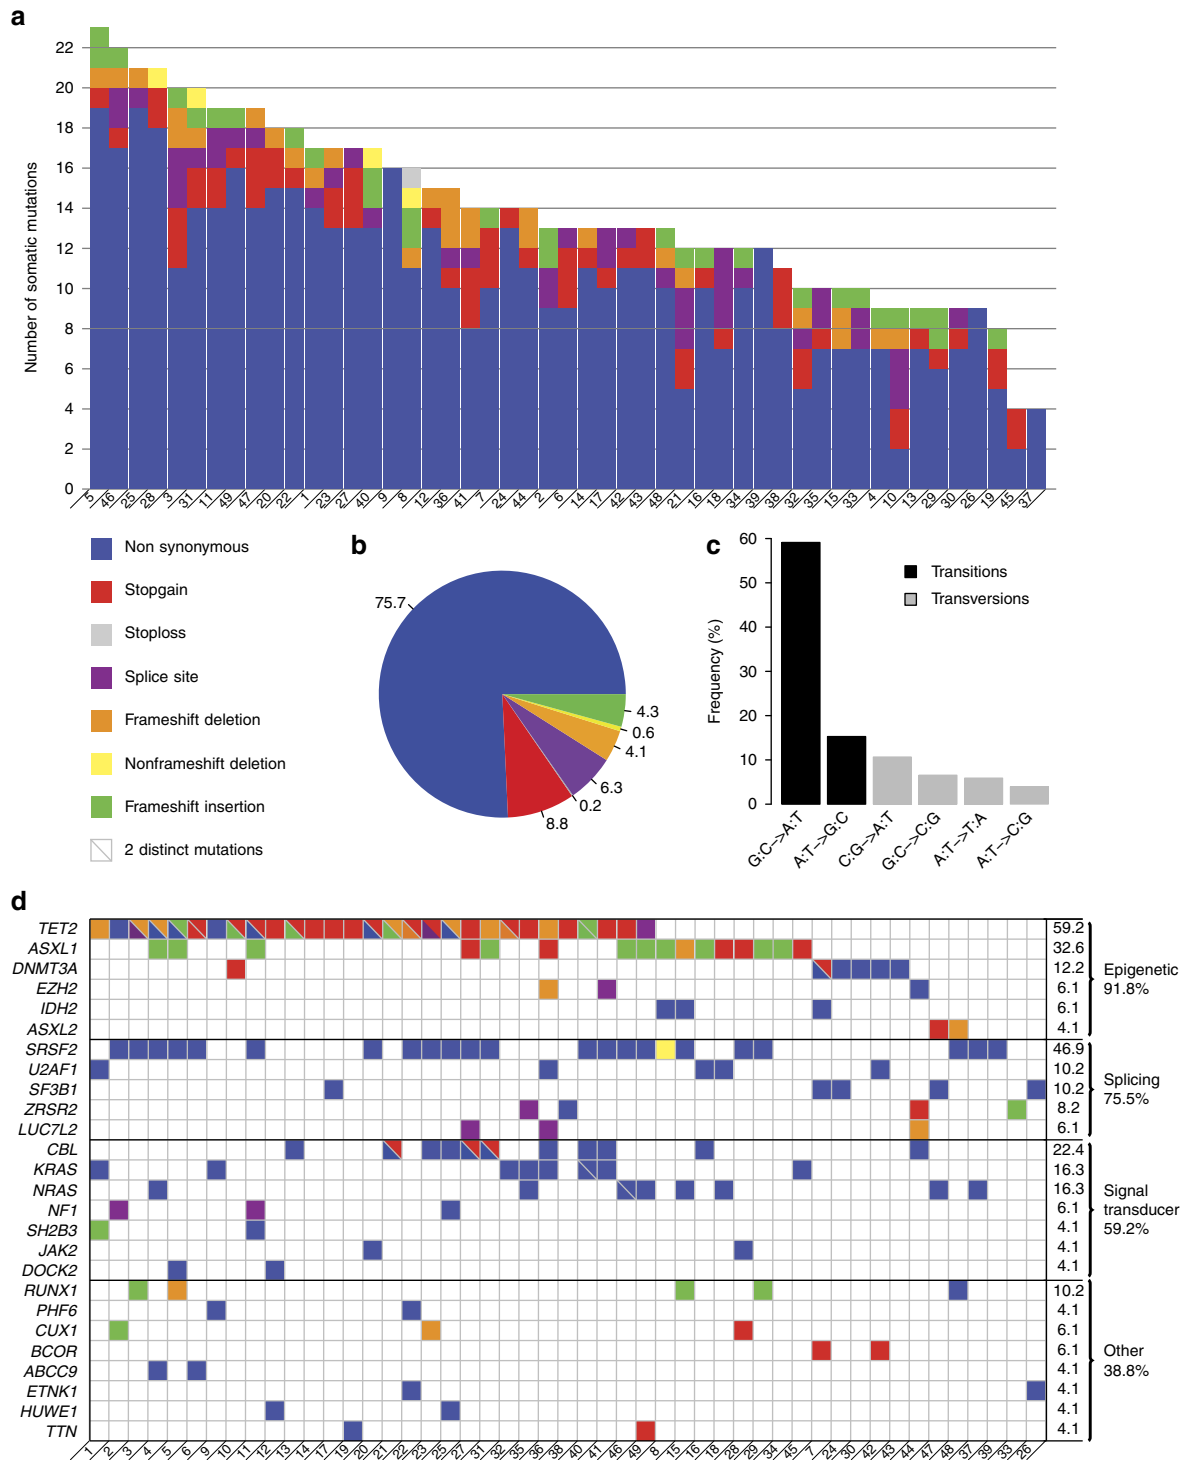 a
Number of somatic mutations
22
20
18
16
14
12
10
8
6
4
2
0
5 46 25 28 3 31 11 49 47 20 22 1 23 27 40 9 8 12 36 41 7 24 44 2 6 14 17 42 43 48 21 16 18 34 39 38 32 35 15 33 4 10 13 29 30 26 19 45 37
Non synonymous
Stopgain
Stoploss
Splice site
Frameshift deletion
Nonframeshift deletion
Frameshift insertion
2 distinct mutations
b
75.7
4.3
0.6
4.1
6.3
0.2
8.8
c
Frequency (%)
60
50
40
30
20
10
0
Transitions
Transversions
G:C–>A:T
A:T–>G:C
C:G–>A:T
G:C–>C:G
A:T–>T:A
A:T–>C:G
d
TET2 59.2
ASXL1 32.6
DNMT3A 12.2
EZH2 6.1
IDH2 6.1
ASXL2 4.1
Epigenetic
91.8%
SRSF2 46.9
U2AF1 10.2
SF3B1 10.2
ZRSR2 8.2
LUC7L2 6.1
Splicing
75.5%
CBL 22.4
KRAS 16.3
NRAS 16.3
NF1 6.1
SH2B3 4.1
JAK2 4.1
DOCK2 4.1
Signal
transducer
59.2%
RUNX1 10.2
PHF6 4.1
CUX1 6.1
BCOR 6.1
ABCC9 4.1
ETNK1 4.1
HUWE1 4.1
TTN 4.1
Other
38.8%
1 2 3 4 5 6 9 10 11 12 13 14 17 19 20 21 22 23 25 27 31 32 35 36 38 40 41 46 49 8 15 16 18 28 29 34 45 7 24 30 42 43 44 47 48 37 39 33 26